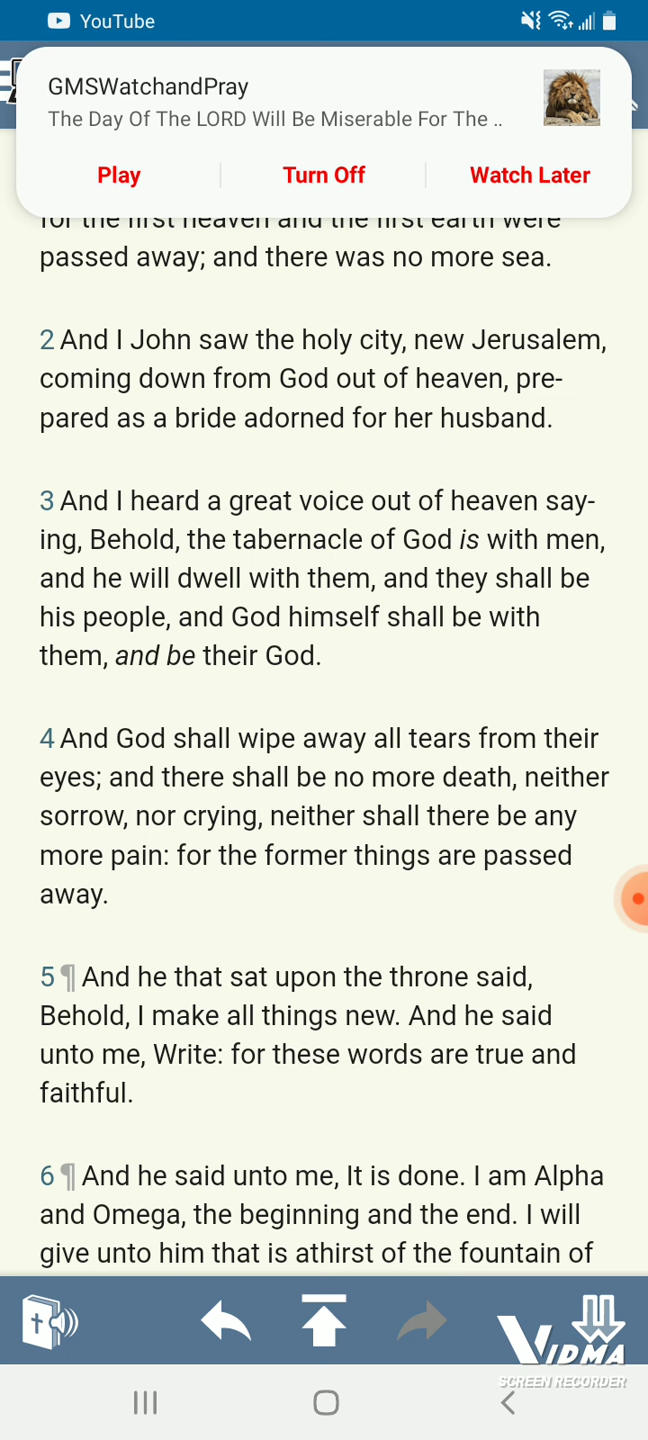 YouTube
GMSWatchandPray
The Day Of The LORD Will Be Miserable For The ..
Play
Turn Off
Watch Later
for the first heaven and the first earth were
passed away; and there was no more sea.
2 And I John saw the holy city, new Jerusalem,
coming down from God out of heaven, pre-
pared as a bride adorned for her husband.
3 And I heard a great voice out of heaven say-
ing, Behold, the tabernacle of God is with men,
and he will dwell with them, and they shall be
his people, and God himself shall be with
them, and be their God.
4 And God shall wipe away all tears from their
eyes; and there shall be no more death, neither
sorrow, nor crying, neither shall there be any
more pain: for the former things are passed
away.
5 ¶ And he that sat upon the throne said,
Behold, I make all things new. And he said
unto me, Write: for these words are true and
faithful.
6 ¶ And he said unto me, It is done. I am Alpha
and Omega, the beginning and the end. I will
give unto him that is athirst of the fountain of
VIDMA
SCREEN RECORDER